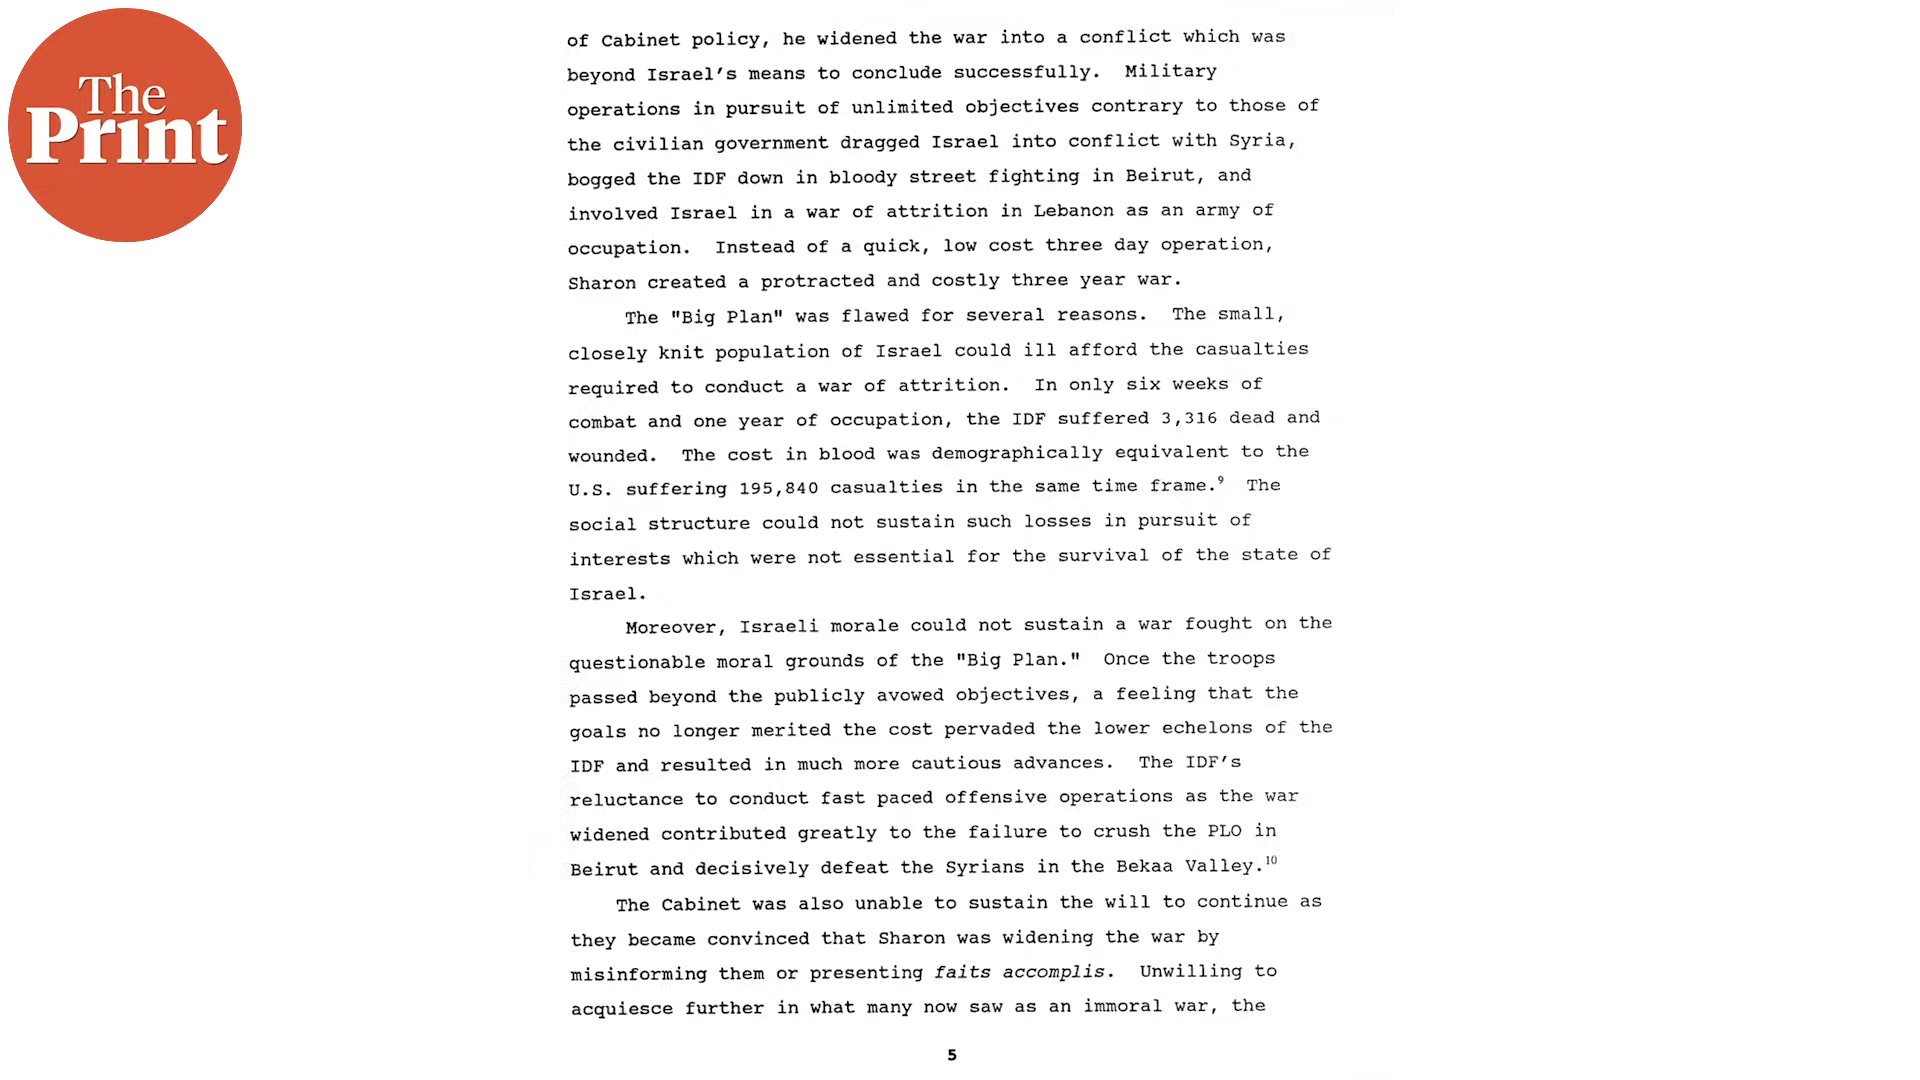 The
Print
of Cabinet policy, he widened the war into a conflict which was
beyond Israel's means to conclude successfully. Military
operations in pursuit of unlimited objectives contrary to those of
the civilian government dragged Israel into conflict with Syria,
bogged the IDF down in bloody street fighting in Beirut, and
involved Israel in a war of attrition in Lebanon as an army of
occupation. Instead of a quick, low cost three day operation,
Sharon created a protracted and costly three year war.
The "Big Plan" was flawed for several reasons. The small,
closely knit population of Israel could ill afford the casualties
required to conduct a war of attrition. In only six weeks of
combat and one year of occupation, the IDF suffered 3,316 dead and
wounded. The cost in blood was demographically equivalent to the
U.S. suffering 195,840 casualties in the same time frame.9 The
social structure could not sustain such losses in pursuit of
interests which were not essential for the survival of the state of
Israel.
Moreover, Israeli morale could not sustain a war fought on the
questionable moral grounds of the "Big Plan." Once the troops
passed beyond the publicly avowed objectives, a feeling that the
goals no longer merited the cost pervaded the lower echelons of the
IDF and resulted in much more cautious advances. The IDF's
reluctance to conduct fast paced offensive operations as the war
widened contributed greatly to the failure to crush the PLO in
Beirut and decisively defeat the Syrians in the Bekaa Valley.10
The Cabinet was also unable to sustain the will to continue as
they became convinced that Sharon was widening the war by
misinforming them or presenting faits accomplis. Unwilling to
acquiesce further in what many now saw as an immoral war, the
5